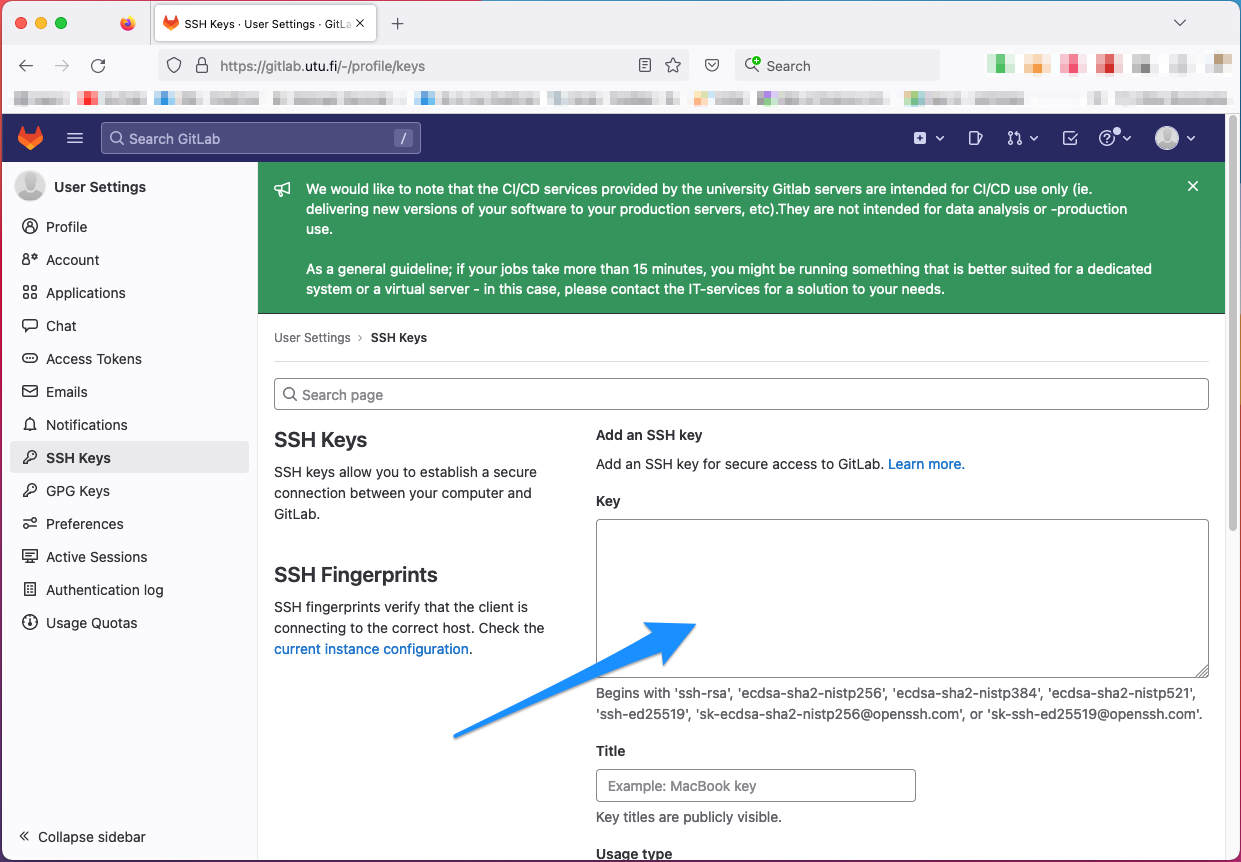 SSH Keys · User Settings · GitLa
https://gitlab.utu.fi/-/profile/keys
Search
Search GitLab
/
User Settings
Profile
Account
Applications
Chat
Access Tokens
Emails
Notifications
SSH Keys
GPG Keys
Preferences
Active Sessions
Authentication log
Usage Quotas
Collapse sidebar
We would like to note that the CI/CD services provided by the university Gitlab servers are intended for CI/CD use only (ie.
delivering new versions of your software to your production servers, etc).They are not intended for data analysis or -production
use.
As a general guideline; if your jobs take more than 15 minutes, you might be running something that is better suited for a dedicated
system or a virtual server - in this case, please contact the IT-services for a solution to your needs.
User Settings › SSH Keys
Search page
SSH Keys
SSH keys allow you to establish a secure
connection between your computer and
GitLab.
SSH Fingerprints
SSH fingerprints verify that the client is
connecting to the correct host. Check the
current instance configuration.
Add an SSH key
Add an SSH key for secure access to GitLab. Learn more.
Key
Begins with 'ssh-rsa', 'ecdsa-sha2-nistp256', 'ecdsa-sha2-nistp384', 'ecdsa-sha2-nistp521',
'ssh-ed25519', 'sk-ecdsa-sha2-nistp256@openssh.com', or 'sk-ssh-ed25519@openssh.com'.
Title
Example: MacBook key
Key titles are publicly visible.
Usage type